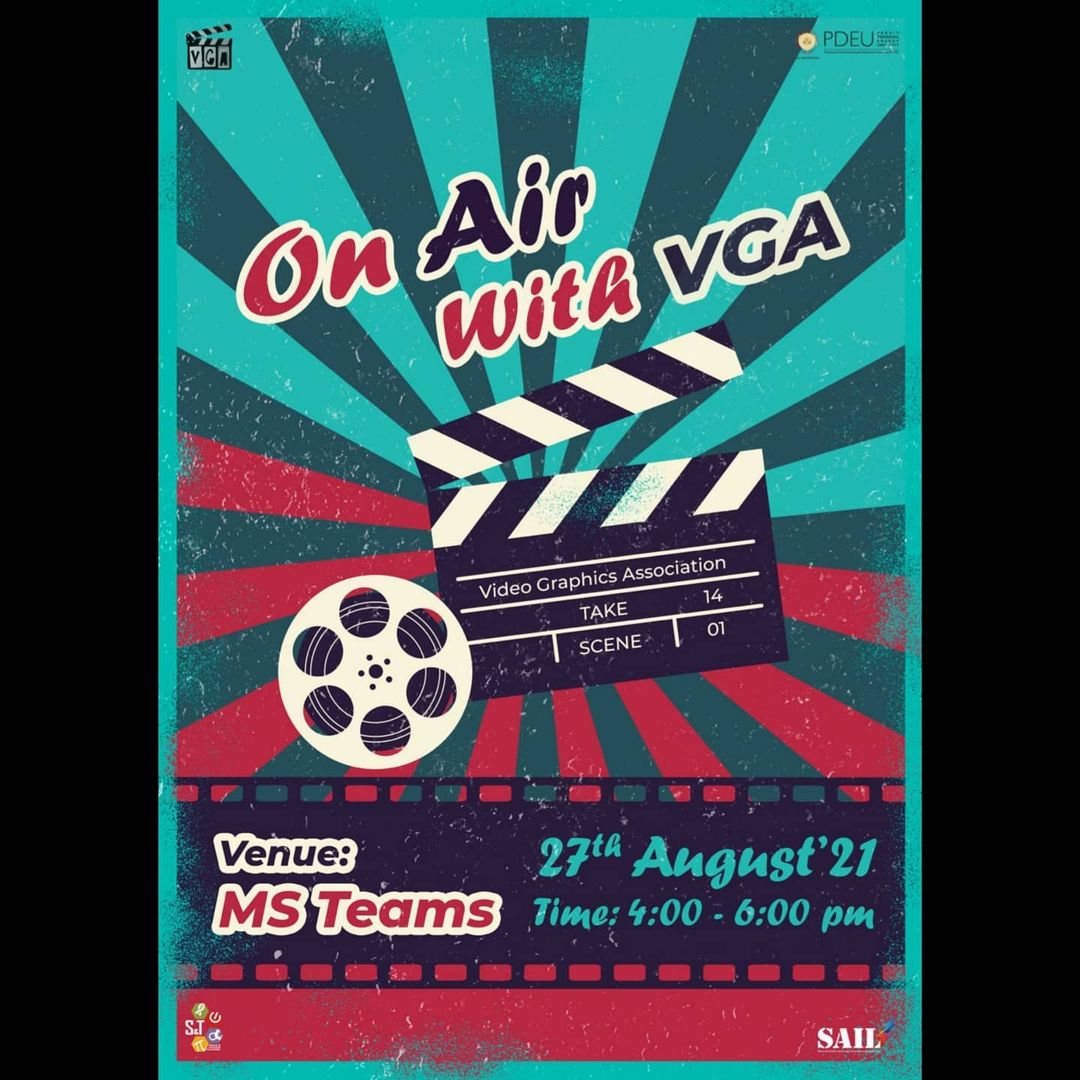 VGA
PDEU
On Air
With VGA
Video Graphics Association
TAKE 14
SCENE 01
Venue:
MS Teams
27th August'21
Time: 4:00 - 6:00 pm
S&T
SAIL